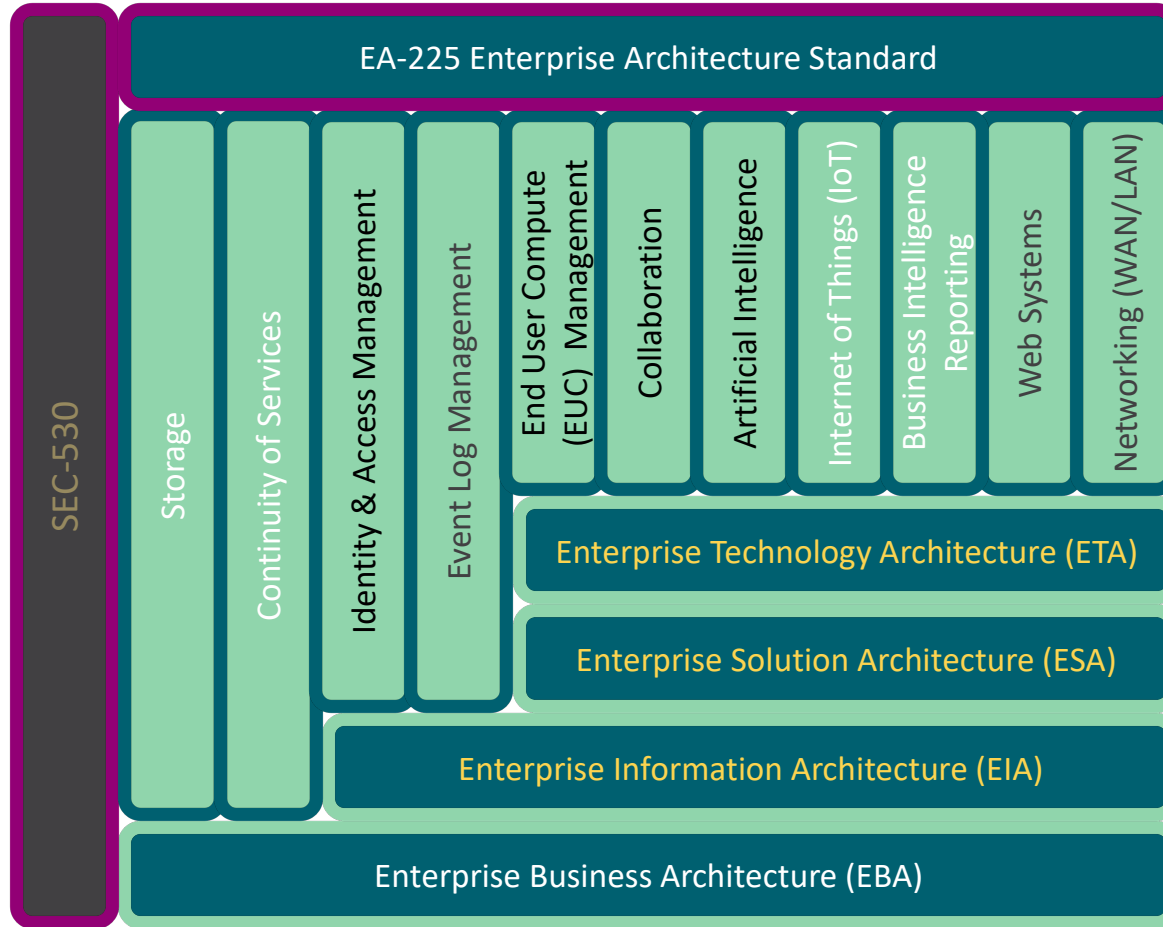 EA-225 Enterprise Architecture Standard
SEC-530
Storage
Continuity of Services
Identity & Access Management
Event Log Management
End User Compute
(EUC) Management
Collaboration
Artificial Intelligence
Internet of Things (IoT)
Business Intelligence
Reporting
Web Systems
Networking (WAN/LAN)
Enterprise Technology Architecture (ETA)
Enterprise Solution Architecture (ESA)
Enterprise Information Architecture (EIA)
Enterprise Business Architecture (EBA)